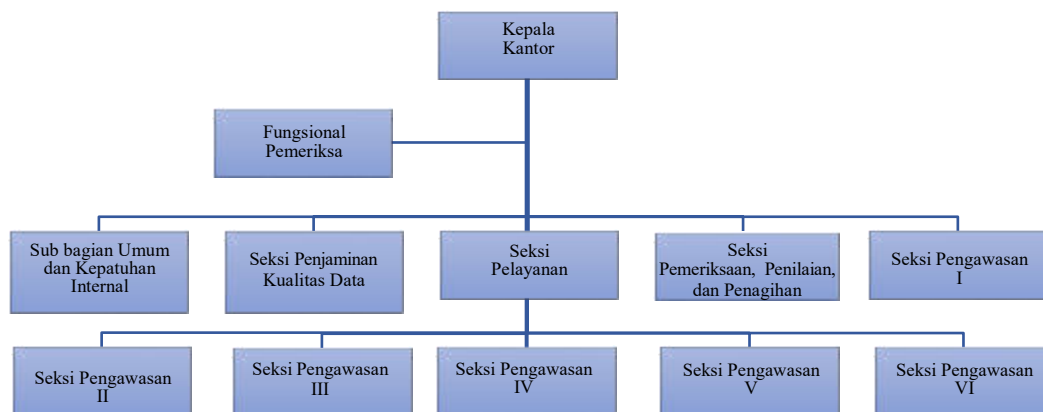 Kepala
Kantor
Fungsional
Pemeriksa
Sub bagian Umum
dan Kepatuhan
Internal
Seksi Penjaminan
Kualitas Data
Seksi
Pelayanan
Seksi
Pemeriksaan, Penilaian,
dan Penagihan
Seksi Pengawasan
I
Seksi Pengawasan
II
Seksi Pengawasan
III
Seksi Pengawasan
IV
Seksi Pengawasan
V
Seksi Pengawasan
VI